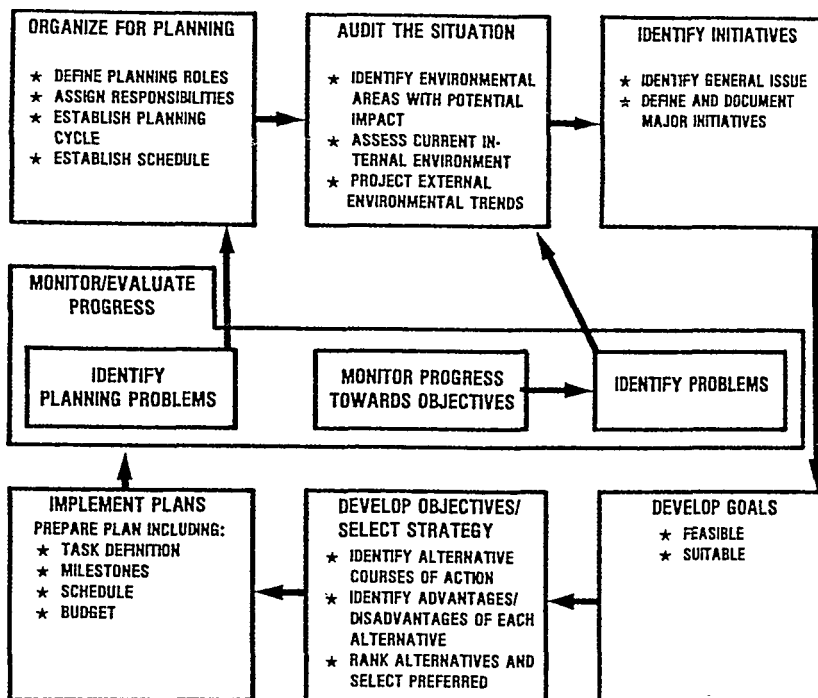 ORGANIZE FOR PLANNING
★ DEFINE PLANNING ROLES
★ ASSIGN RESPONSIBILITIES
★ ESTABLISH PLANNING
CYCLE
★ ESTABLISH SCHEDULE
AUDIT THE SITUATION
★ IDENTIFY ENVIRONMENTAL
AREAS WITH POTENTIAL
IMPACT
★ ASSESS CURRENT IN-
TERNAL ENVIRONMENT
★ PROJECT EXTERNAL
ENVIRONMENTAL TRENDS
IDENTIFY INITIATIVES
★ IDENTIFY GENERAL ISSUE
★ DEFINE AND DOCUMENT
MAJOR INITIATIVES
MONITOR/EVALUATE
PROGRESS
IDENTIFY
PLANNING PROBLEMS
MONITOR PROGRESS
TOWARDS OBJECTIVES
IDENTIFY PROBLEMS
IMPLEMENT PLANS
PREPARE PLAN INCLUDING:
★ TASK DEFINITION
★ MILESTONES
★ SCHEDULE
★ BUDGET
DEVELOP OBJECTIVES/
SELECT STRATEGY
★ IDENTIFY ALTERNATIVE
COURSES OF ACTION
★ IDENTIFY ADVANTAGES/
DISADVANTAGES OF EACH
ALTERNATIVE
★ RANK ALTERNATIVES AND
SELECT PREFERRED
DEVELOP GOALS
★ FEASIBLE
★ SUITABLE